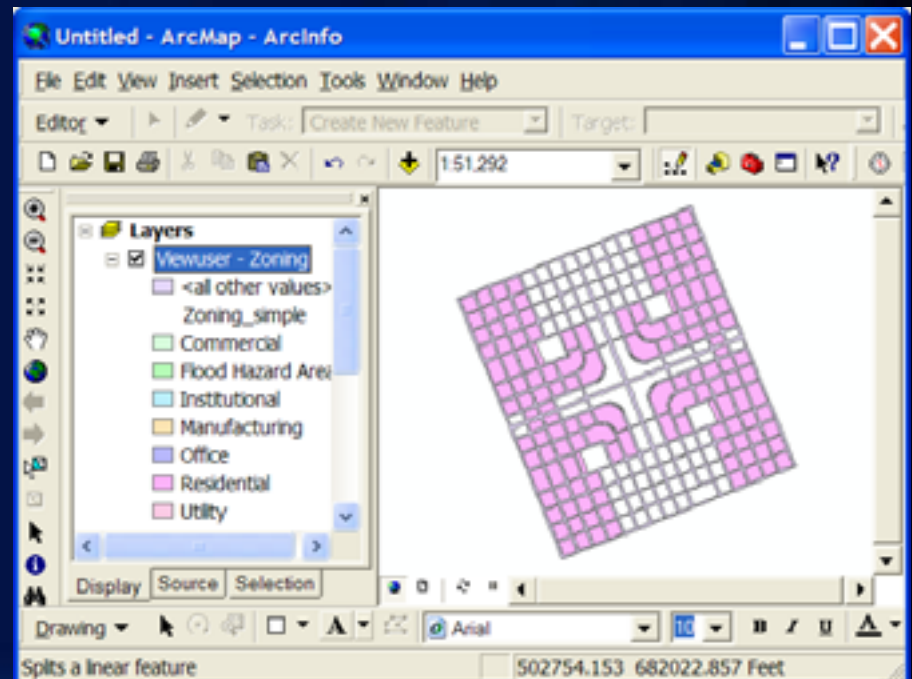 Untitled - ArcMap - ArcInfo
File Edit View Insert Selection Tools Window Help
Editor Task: Create New Feature Target:
1:51,292
Layers
Viewuser - Zoning
<all other values>
Zoning_simple
Commercial
Flood Hazard Area
Institutional
Manufacturing
Office
Residential
Utility
Display Source Selection
Drawing A Arial 10 B I U A
Splits a linear feature 502754.153 682022.857 Feet